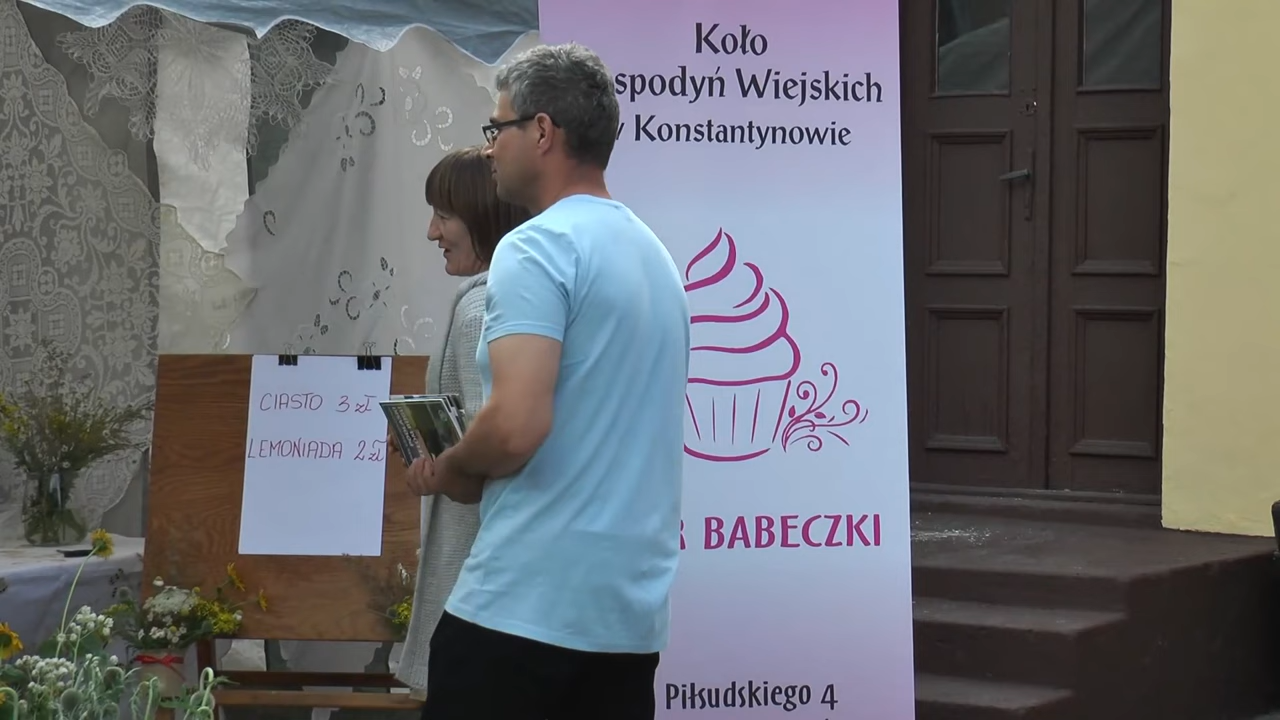 Koło
spodyń Wiejskich
w Konstantynowie
CIASTO 3 zł
LEMONIADA 2 zł
R BABECZKI
Piłsudskiego 4